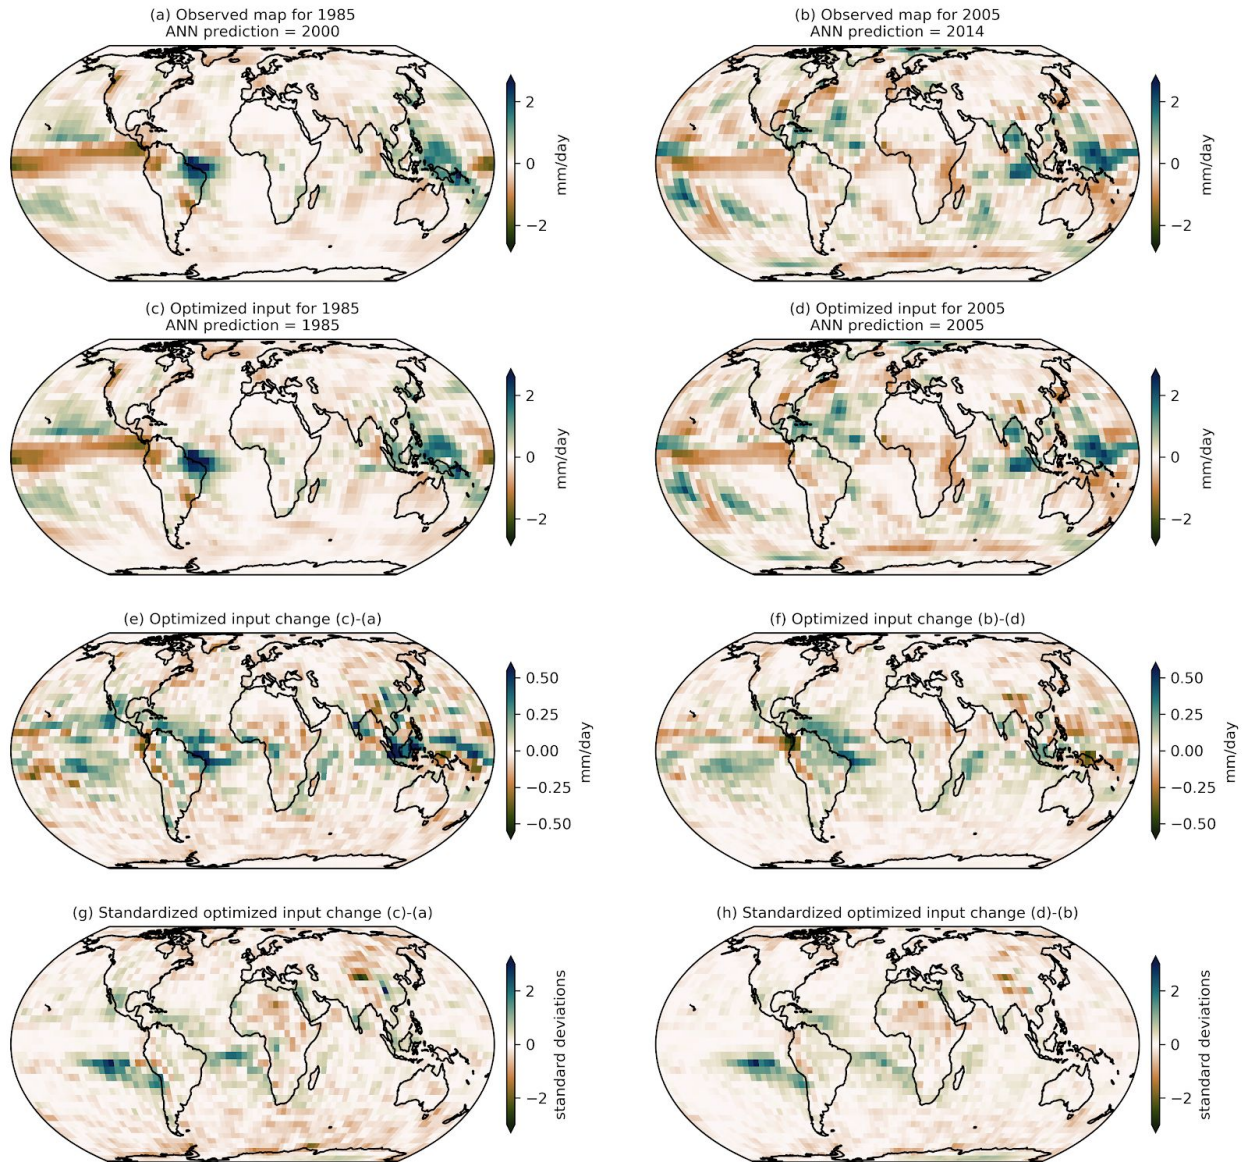 (a) Observed map for 1985
ANN prediction = 2000
2
0
−2
mm/day
(b) Observed map for 2005
ANN prediction = 2014
2
0
−2
mm/day
(c) Optimized input for 1985
ANN prediction = 1985
2
0
−2
mm/day
(d) Optimized input for 2005
ANN prediction = 2005
2
0
−2
mm/day
(e) Optimized input change (c)-(a)
0.50
0.25
0.00
−0.25
−0.50
mm/day
(f) Optimized input change (b)-(d)
0.50
0.25
0.00
−0.25
−0.50
mm/day
(g) Standardized optimized input change (c)-(a)
2
0
−2
standard deviations
(h) Standardized optimized input change (d)-(b)
2
0
−2
standard deviations